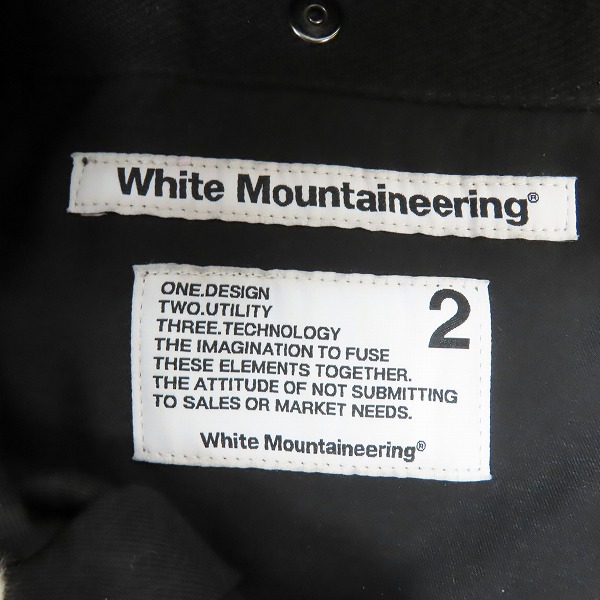 White Mountaineering®
ONE.DESIGN
TWO.UTILITY
THREE.TECHNOLOGY
THE IMAGINATION TO FUSE
THESE ELEMENTS TOGETHER.
THE ATTITUDE OF NOT SUBMITTING
TO SALES OR MARKET NEEDS.
2
White Mountaineering®